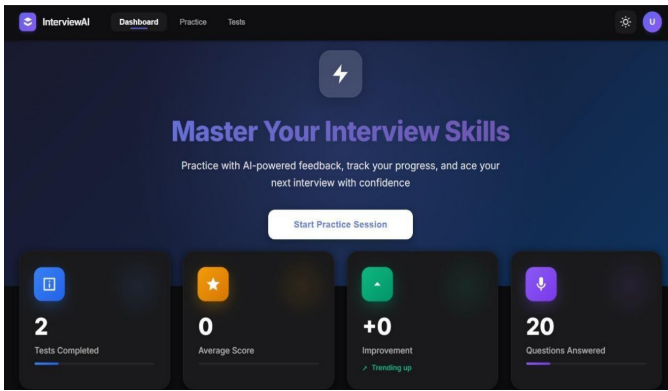 InterviewAI
Dashboard
Practice
Tests
U
Master Your Interview Skills
Practice with AI-powered feedback, track your progress, and ace your
next interview with confidence
Start Practice Session
2
Tests Completed
0
Average Score
+0
Improvement
↗ Trending up
20
Questions Answered